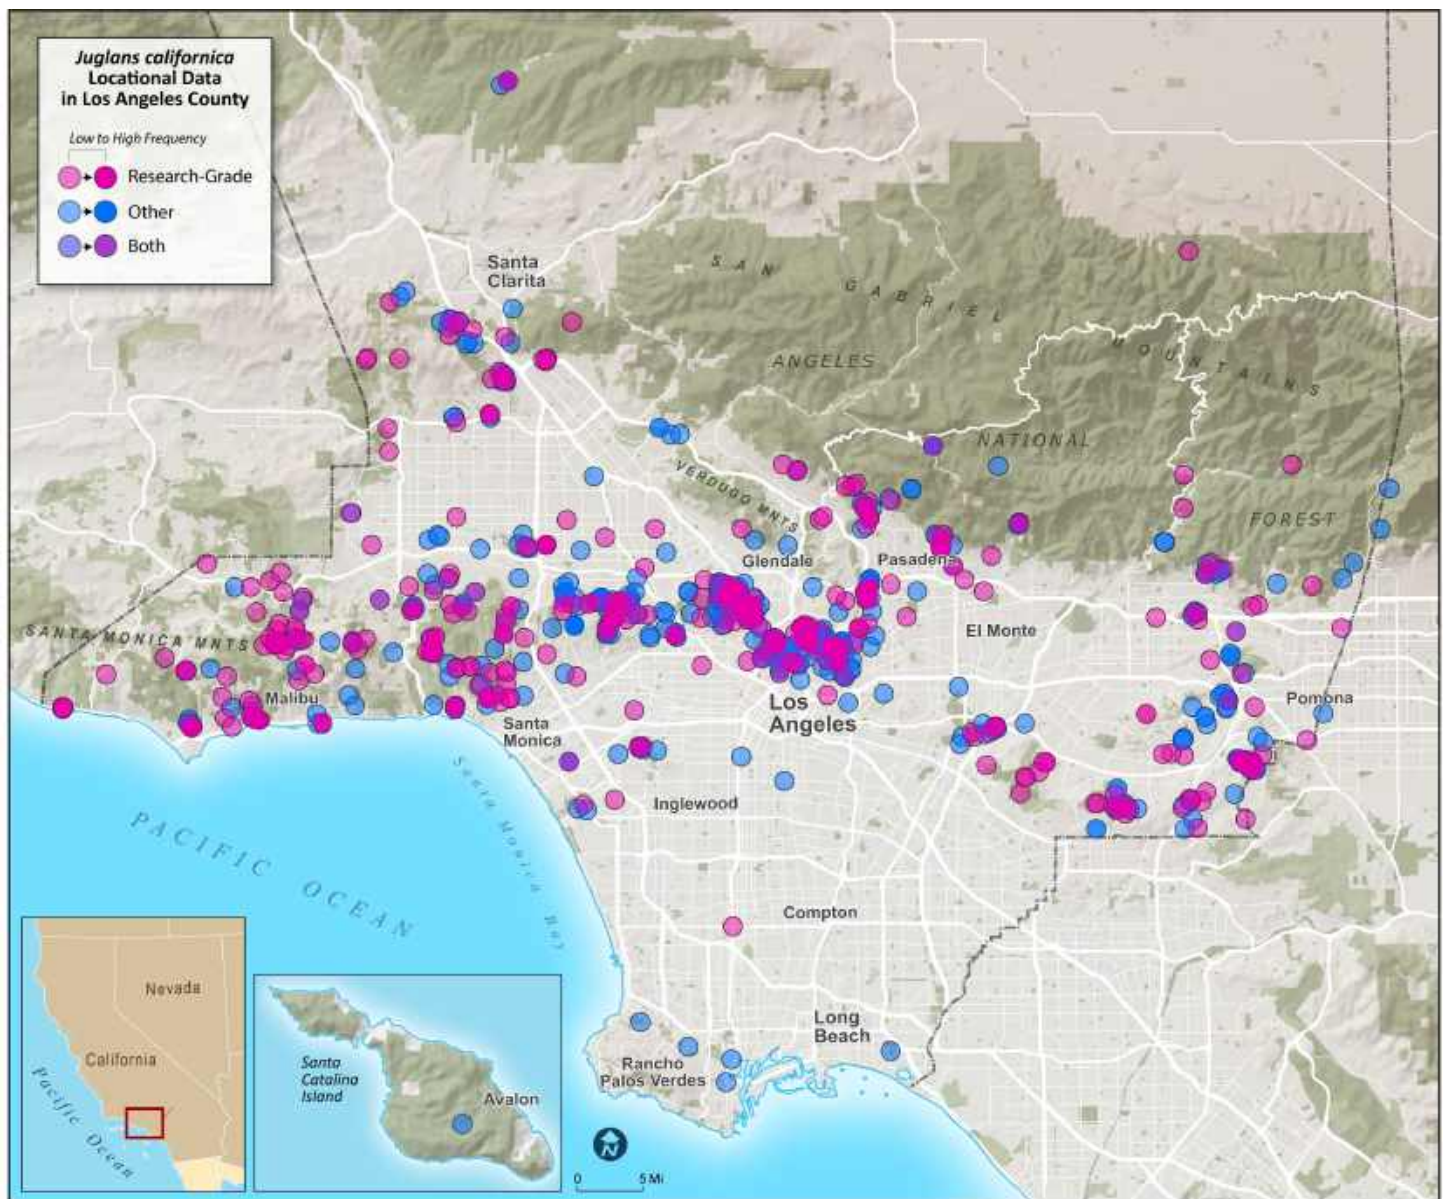 Juglans californica
Locational Data
in Los Angeles County
Low to High Frequency
Research-Grade
Other
Both
Santa
Clarita
SAN GABRIEL
MOUNTAINS
ANGELES
NATIONAL
FOREST
VERDUGO MNTS
Glendale
Pasadena
El Monte
SANTA MONICA MNTS
Malibu
Santa
Monica
Los
Angeles
Pomona
Inglewood
Santa Monica Bay
PACIFIC OCEAN
Compton
Long
Beach
Rancho
Palos Verdes
Nevada
California
Pacific Ocean
Santa
Catalina
Island
Avalon
N
0 5 Mi